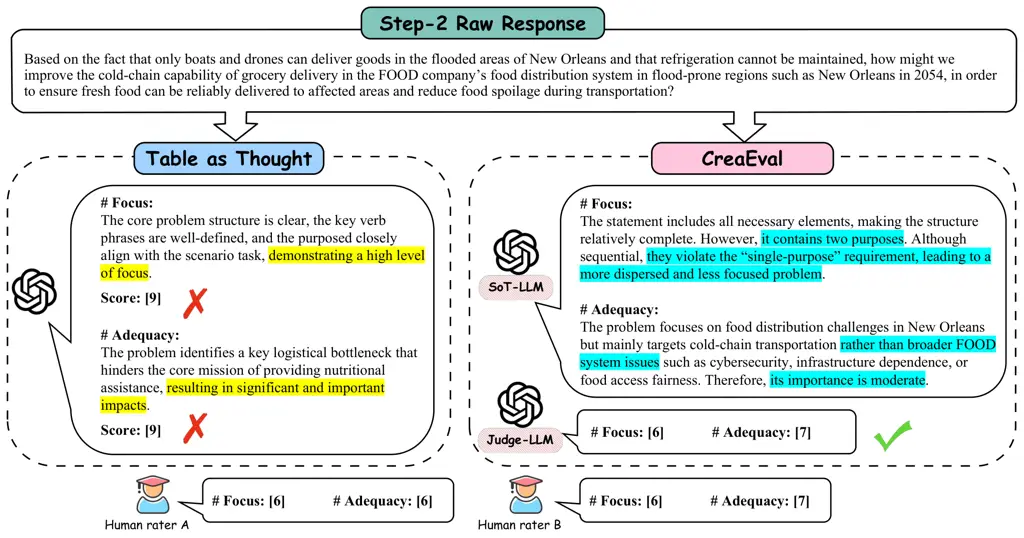 Step-2 Raw Response
Based on the fact that only boats and drones can deliver goods in the flooded areas of New Orleans and that refrigeration cannot be maintained, how might we
improve the cold-chain capability of grocery delivery in the FOOD company's food distribution system in flood-prone regions such as New Orleans in 2054, in order
to ensure fresh food can be reliably delivered to affected areas and reduce food spoilage during transportation?
Table as Thought
# Focus:
The core problem structure is clear, the key verb
phrases are well-defined, and the purposed closely
align with the scenario task, demonstrating a high level
of focus.
Score: [9]
# Adequacy:
The problem identifies a key logistical bottleneck that
hinders the core mission of providing nutritional
assistance, resulting in significant and important
impacts.
Score: [9]
Human rater A
# Focus: [6] # Adequacy: [6]
CreaEval
SoT-LLM
# Focus:
The statement includes all necessary elements, making the structure
relatively complete. However, it contains two purposes. Although
sequential, they violate the “single-purpose” requirement, leading to a
more dispersed and less focused problem.
# Adequacy:
The problem focuses on food distribution challenges in New Orleans
but mainly targets cold-chain transportation rather than broader FOOD
system issues such as cybersecurity, infrastructure dependence, or
food access fairness. Therefore, its importance is moderate.
Judge-LLM
# Focus: [6] # Adequacy: [7]
Human rater B
# Focus: [6] # Adequacy: [7]